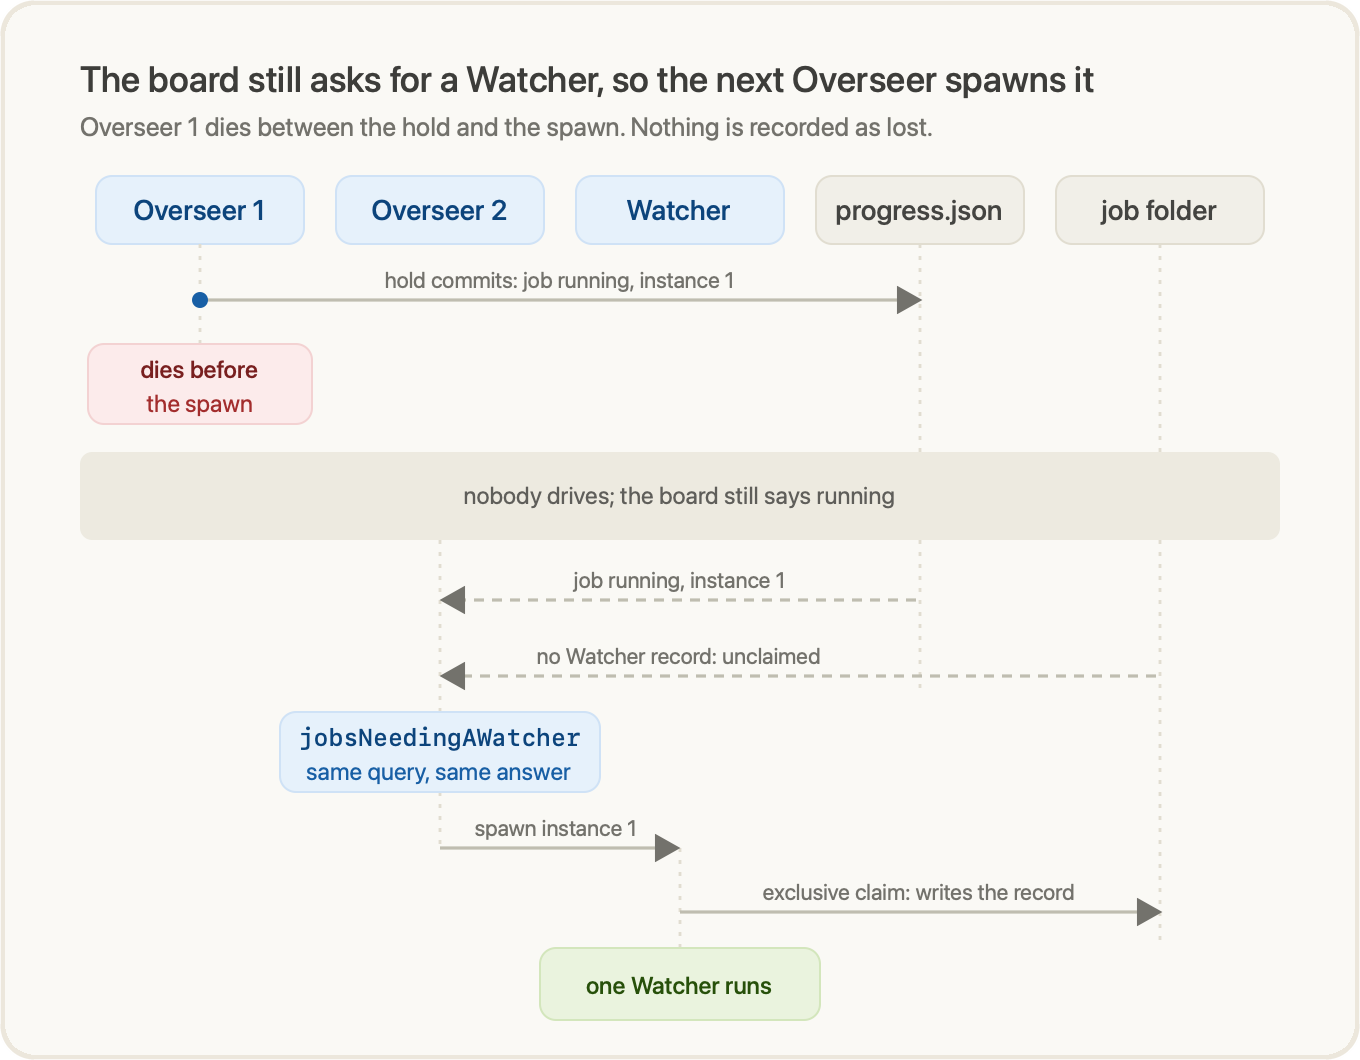 The board still asks for a Watcher, so the next Overseer spawns it
Overseer 1 dies between the hold and the spawn. Nothing is recorded as lost.
Overseer 1
Overseer 2
Watcher
progress.json
job folder
hold commits: job running, instance 1
dies before
the spawn
nobody drives; the board still says running
job running, instance 1
no Watcher record: unclaimed
jobsNeedingAWatcher
same query, same answer
spawn instance 1
exclusive claim: writes the record
one Watcher runs